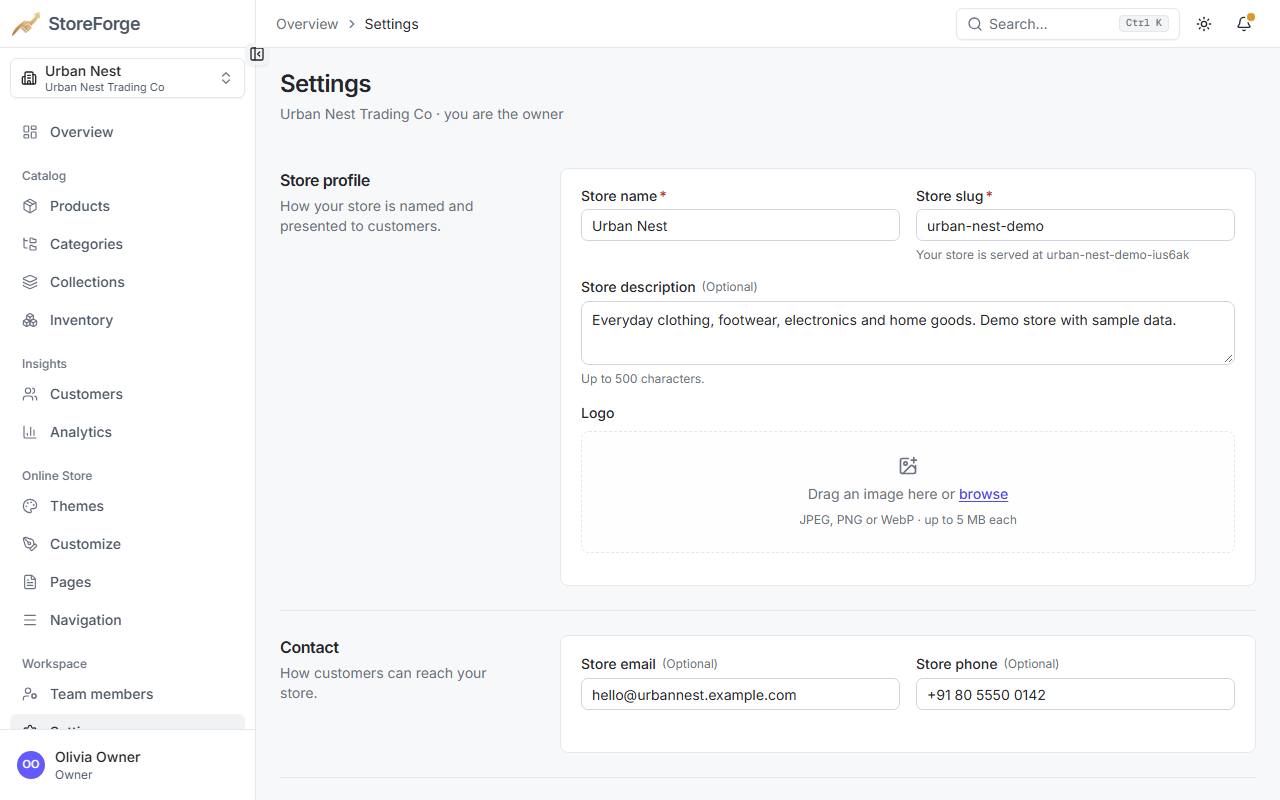 StoreForge
Overview > Settings
Search... Ctrl K
Urban Nest
Urban Nest Trading Co
Overview
Catalog
Products
Categories
Collections
Inventory
Insights
Customers
Analytics
Online Store
Themes
Customize
Pages
Navigation
Workspace
Team members
OO
Olivia Owner
Owner
Settings
Urban Nest Trading Co · you are the owner
Store profile
How your store is named and
presented to customers.
Store name*
Urban Nest
Store slug*
urban-nest-demo
Your store is served at urban-nest-demo-ius6ak
Store description (Optional)
Everyday clothing, footwear, electronics and home goods. Demo store with sample data.
Up to 500 characters.
Logo
Drag an image here or browse
JPEG, PNG or WebP · up to 5 MB each
Contact
How customers can reach your
store.
Store email (Optional)
hello@urbannest.example.com
Store phone (Optional)
+91 80 5550 0142